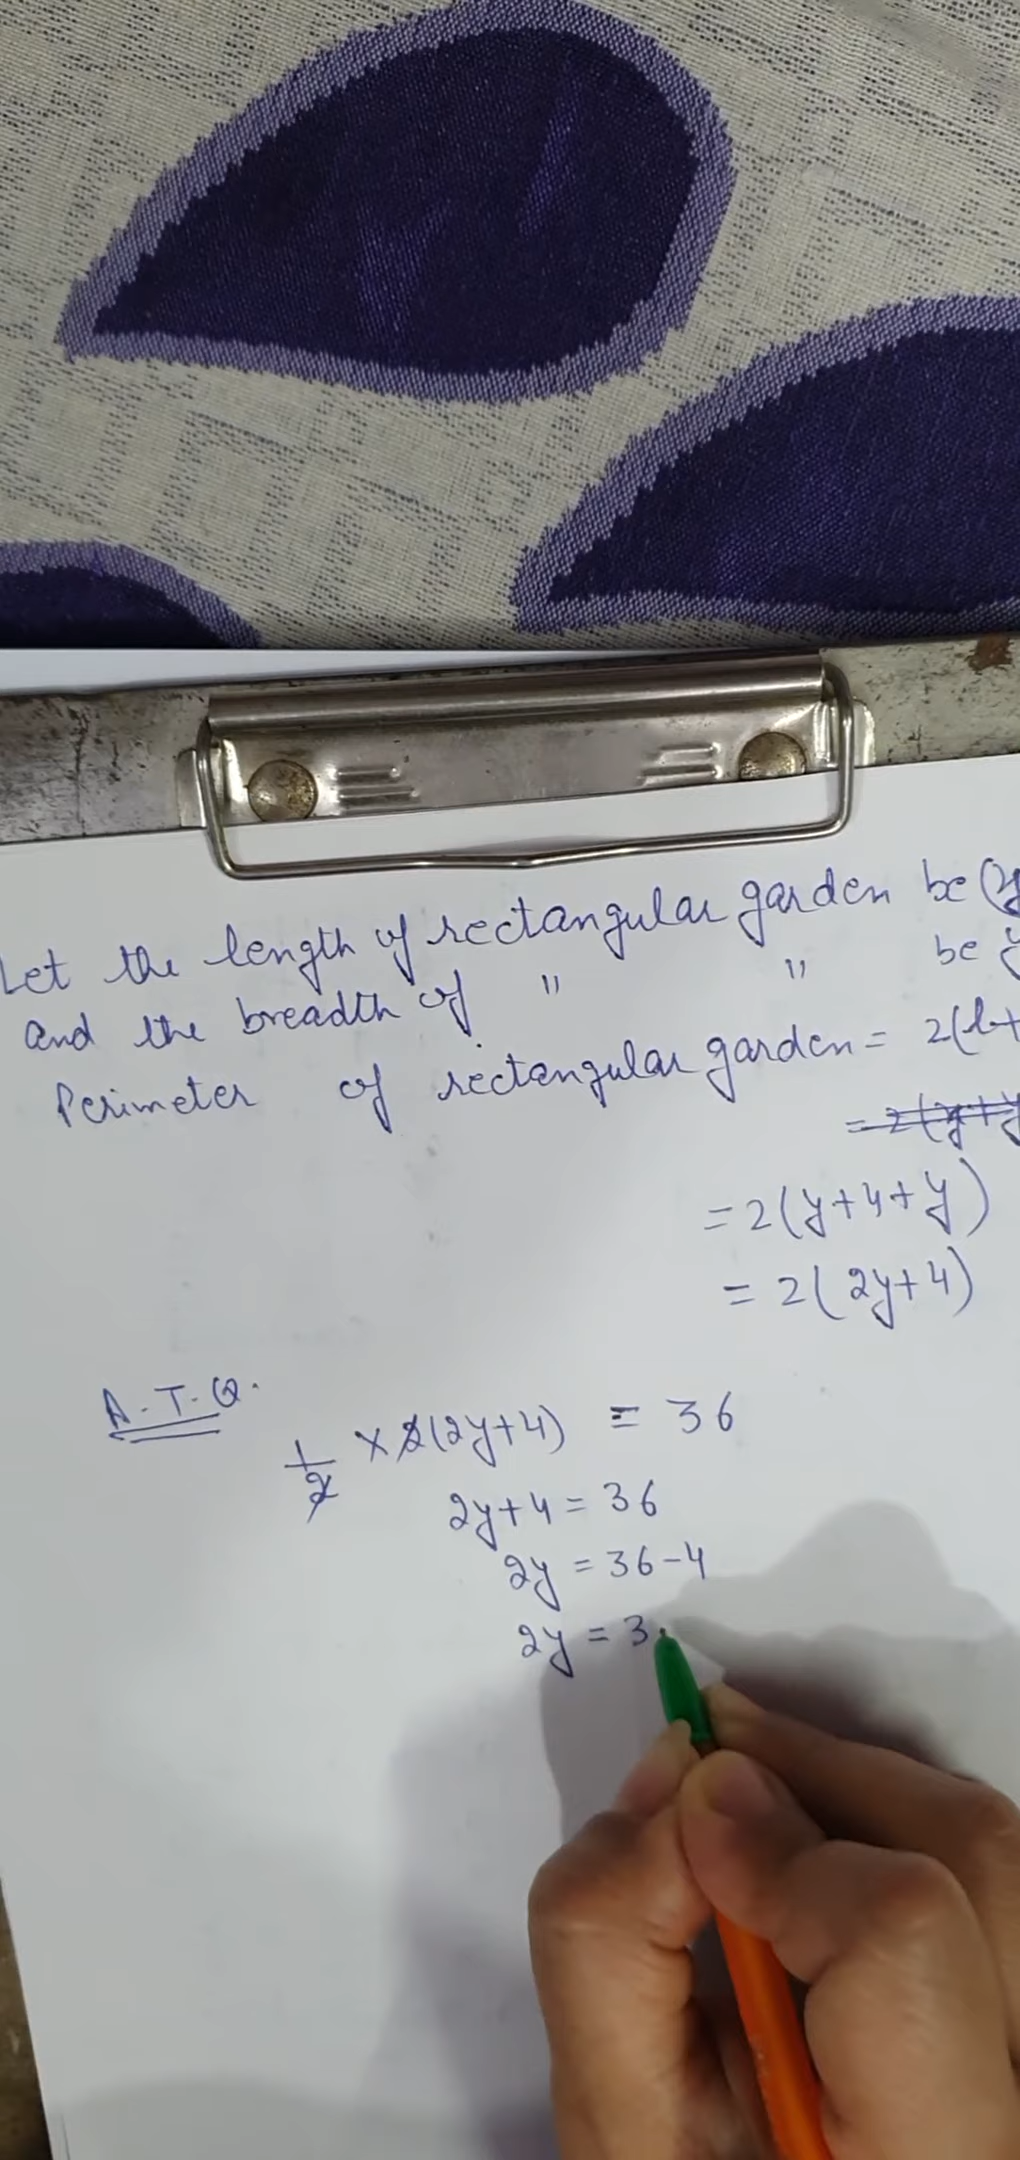 Let the length of rectangular garden be (y
and the breadth of " " be y
Perimeter of rectangular garden = 2(l+
= 2(y+y
= 2(y+4+y)
= 2(2y+4)
A.T.Q.
1/2 × 2(2y+4) = 36
2y+4 = 36
2y = 36-4
2y = 3